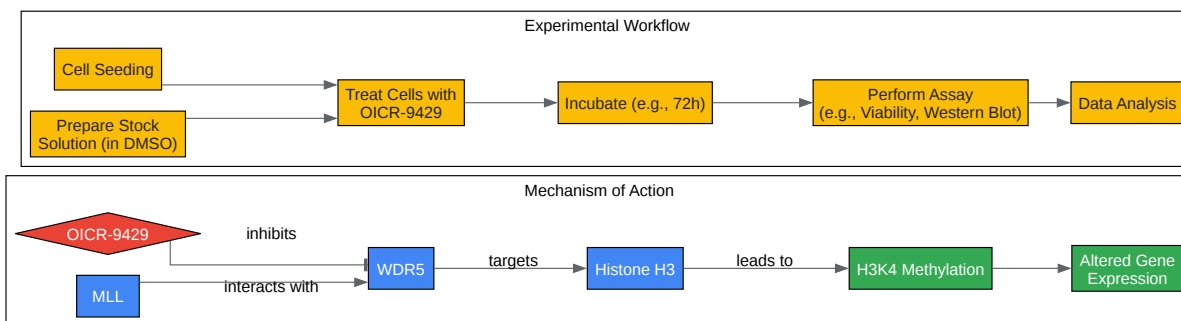 Experimental Workflow
Cell Seeding
Prepare Stock
Solution (in DMSO)
Treat Cells with
OICR-9429
Incubate (e.g., 72h)
Perform Assay
(e.g., Viability, Western Blot)
Data Analysis
Mechanism of Action
OICR-9429
inhibits
MLL
interacts with
WDR5
targets
Histone H3
leads to
H3K4 Methylation
Altered Gene
Expression